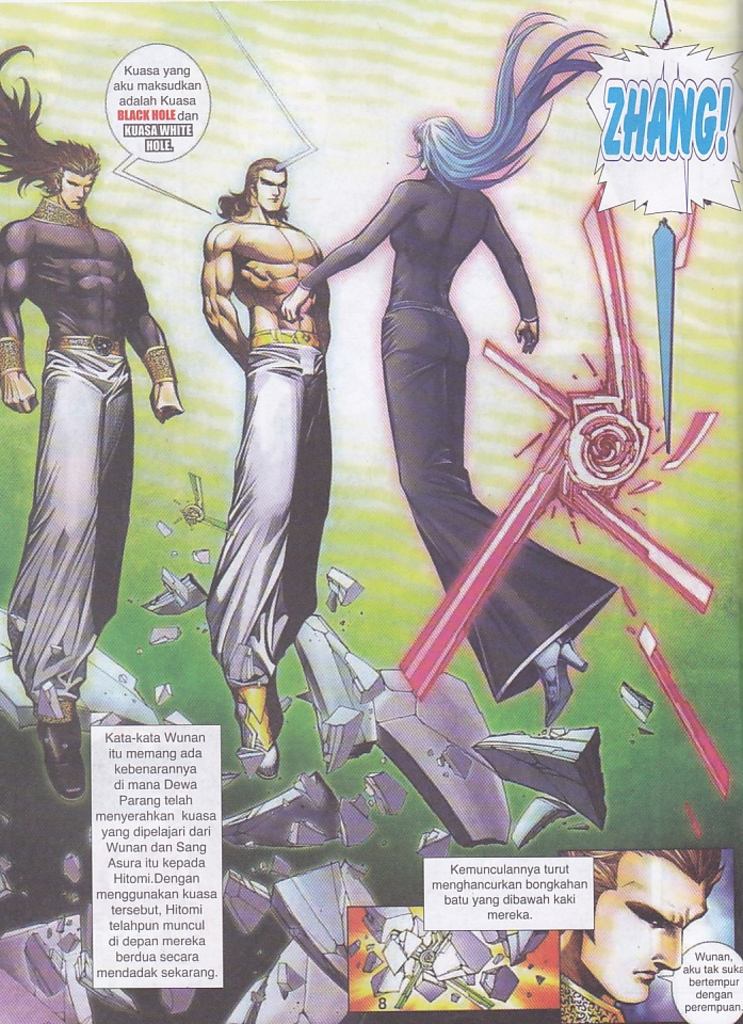 Kuasa yang
aku maksudkan
adalah Kuasa
BLACK HOLE dan
KUASA WHITE
HOLE.
ZHANG!
Kata-kata Wunan
itu memang ada
kebenarannya
di mana Dewa
Parang telah
menyerahkan kuasa
yang dipelajari dari
Wunan dan Sang
Asura itu kepada
Hitomi.Dengan
menggunakan kuasa
tersebut, Hitomi
telahpun muncul
di depan mereka
berdua secara
mendadak sekarang.
Kemunculannya turut
menghancurkan bongkahan
batu yang dibawah kaki
mereka.
Wunan,
aku tak suka
bertempur
dengan
perempuan.
8